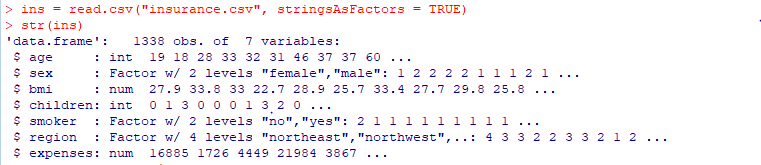 > ins = read.csv("insurance.csv", stringsAsFactors = TRUE)
> str(ins)
'data.frame':   1338 obs. of  7 variables:
 $ age     : int  19 18 28 33 32 31 46 37 37 60 ...
 $ sex     : Factor w/ 2 levels "female","male": 1 2 2 2 2 1 1 1 2 1 ...
 $ bmi     : num  27.9 33.8 33 22.7 28.9 25.7 33.4 27.7 29.8 25.8 ...
 $ children: int  0 1 3 0 0 0 1 3 2 0 ...
 $ smoker  : Factor w/ 2 levels "no","yes": 2 1 1 1 1 1 1 1 1 1 ...
 $ region  : Factor w/ 4 levels "northeast","northwest",..: 4 3 3 2 2 3 3 2 1 2 ...
 $ expenses: num  16885 1726 4449 21984 3867 ...